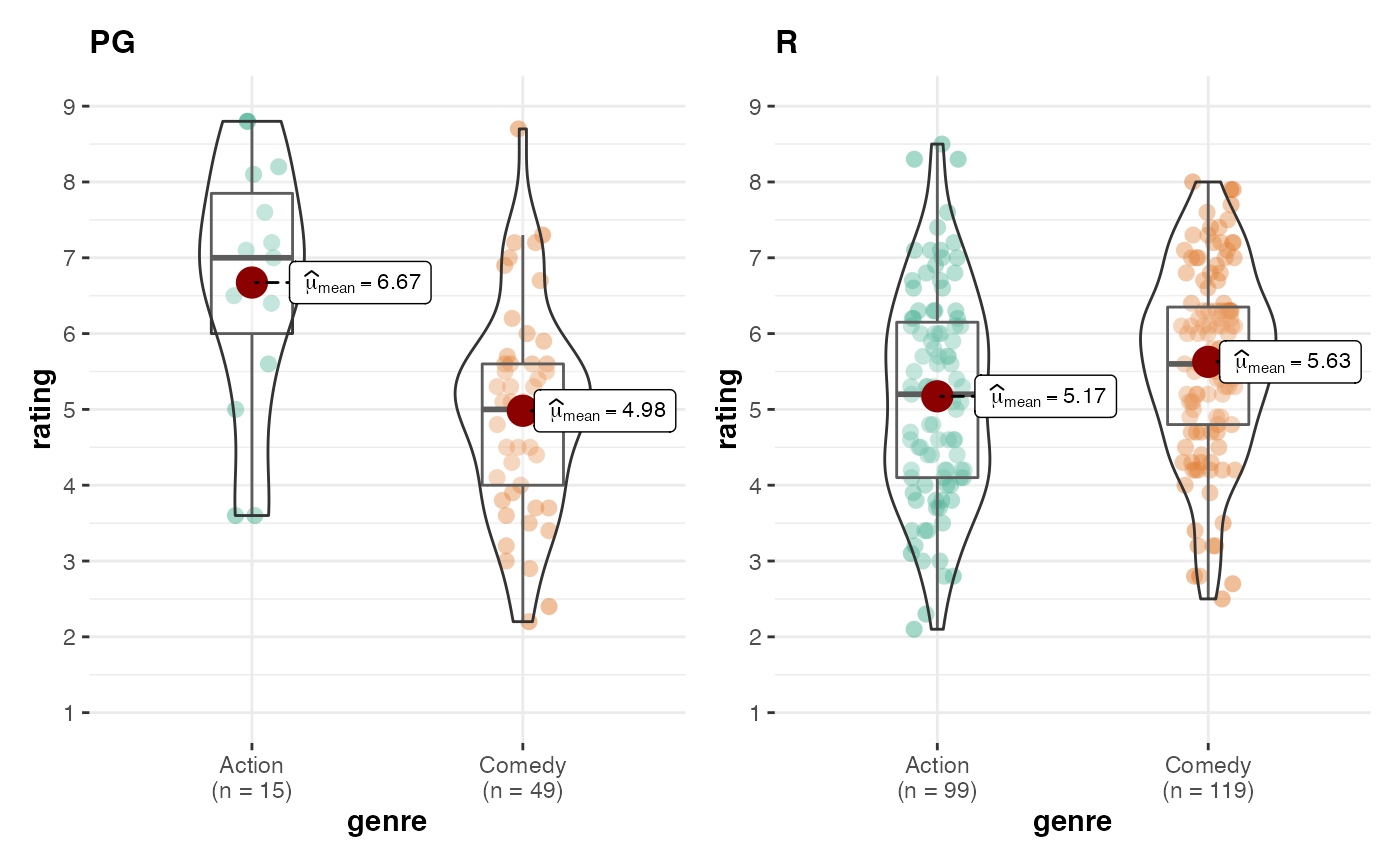 PG
9
8
7
6
5
4
3
2
1
rating
μ̂mean = 6.67
μ̂mean = 4.98
Action
(n = 15)
Comedy
(n = 49)
genre
R
9
8
7
6
5
4
3
2
1
rating
μ̂mean = 5.17
μ̂mean = 5.63
Action
(n = 99)
Comedy
(n = 119)
genre